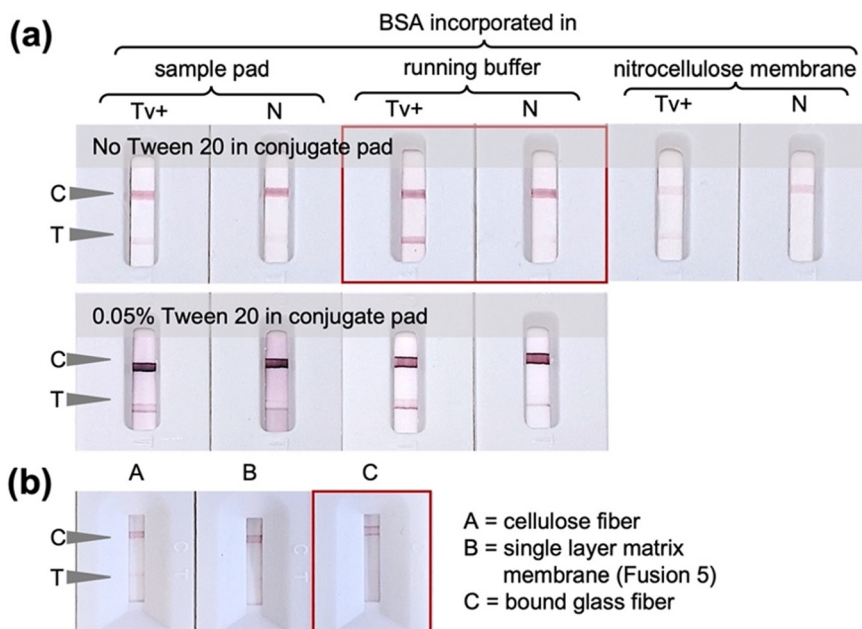 (a)
BSA incorporated in
sample pad running buffer nitrocellulose membrane
Tv+ N Tv+ N Tv+ N
No Tween 20 in conjugate pad
C
T
0.05% Tween 20 in conjugate pad
C
T
(b)
A B C
C
T
C T
C T
A = cellulose fiber
B = single layer matrix
membrane (Fusion 5)
C = bound glass fiber